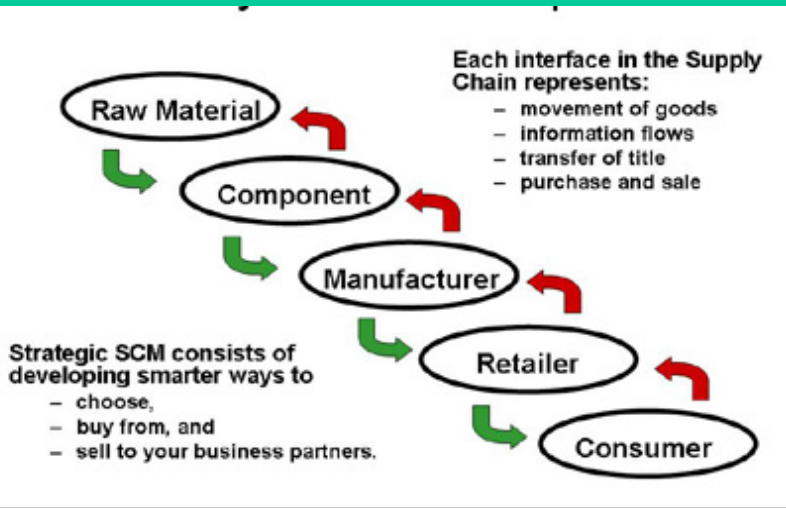 Each interface in the Supply
Chain represents:
– movement of goods
– information flows
– transfer of title
– purchase and sale
Raw Material
Component
Manufacturer
Retailer
Consumer
Strategic SCM consists of
developing smarter ways to
– choose,
– buy from, and
– sell to your business partners.